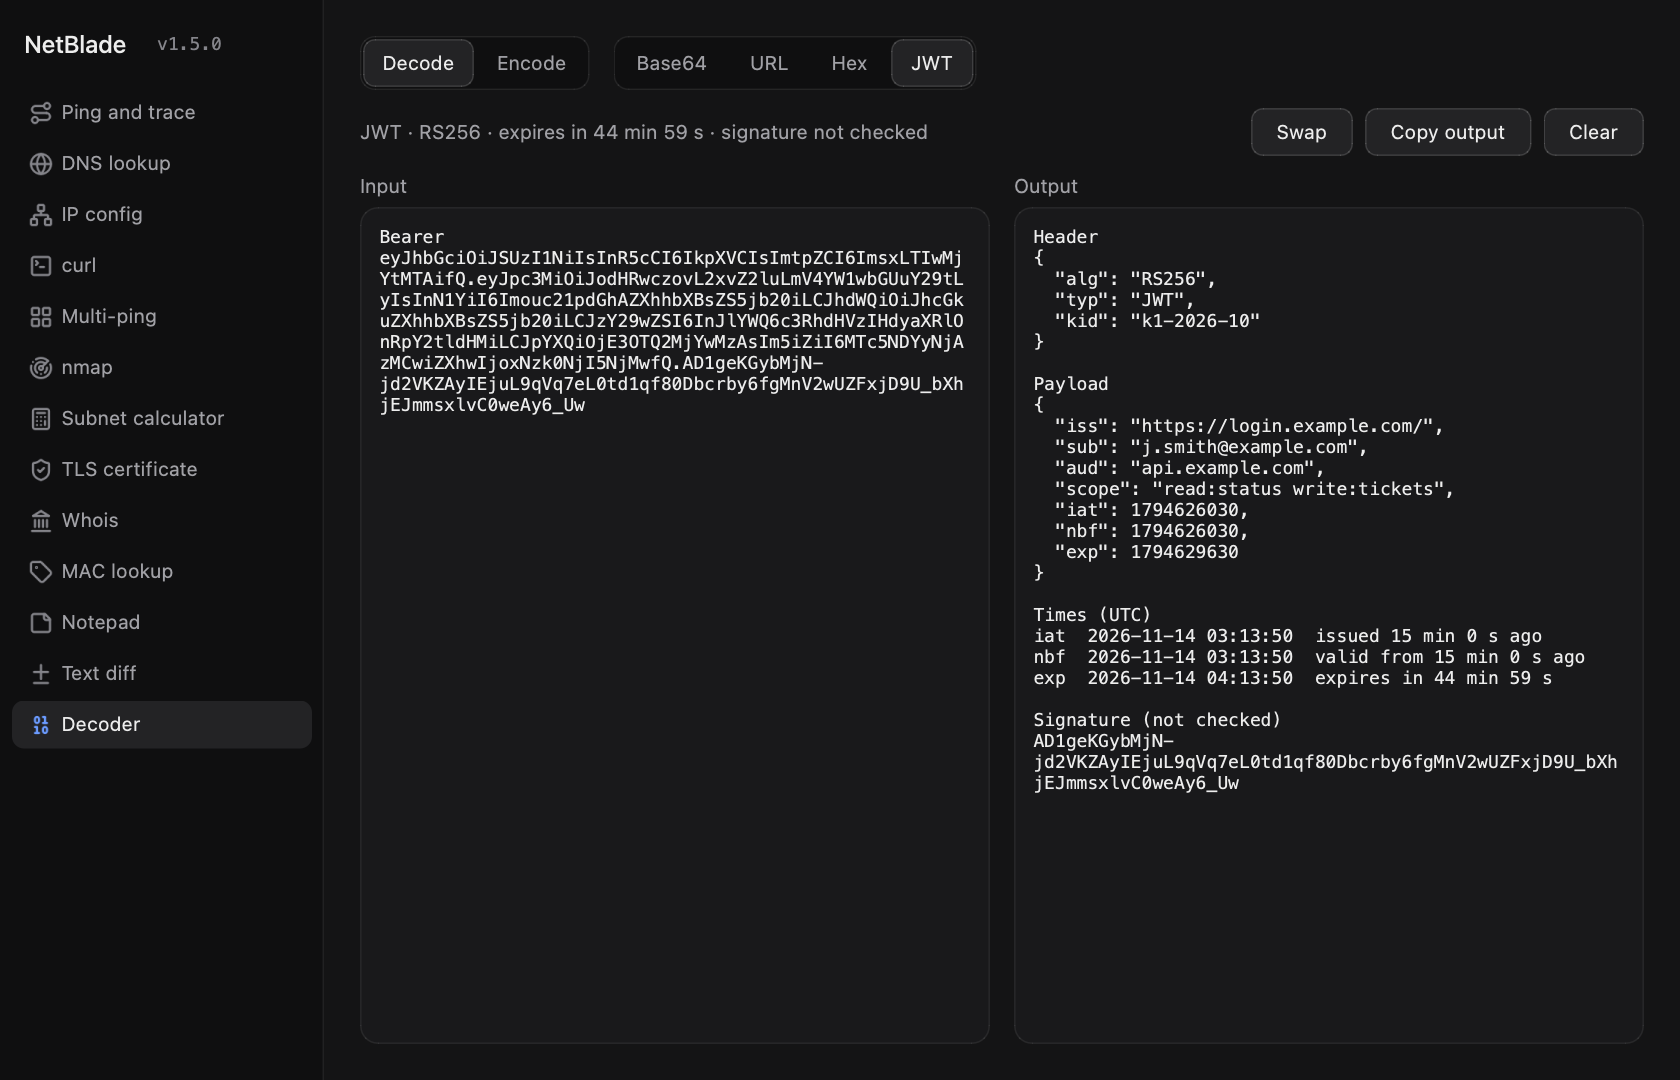 NetBlade v1.5.0
Ping and trace
DNS lookup
IP config
curl
Multi-ping
nmap
Subnet calculator
TLS certificate
Whois
MAC lookup
Notepad
Text diff
Decoder
Decode Encode Base64 URL Hex JWT
JWT · RS256 · expires in 44 min 59 s · signature not checked
Swap Copy output Clear
Input
Bearer
eyJhbGciOiJSUzI1NiIsInR5cCI6IkpXVCIsImtpZCI6ImsxLTIwMj
YtMTAifQ.eyJpc3MiOiJodHRwczovL2xvZ2luLmV4YW1wbGUuY29tL
yIsInN1YiI6Imouc21pdGhAZXhhbXBsZS5jb20iLCJhdWQiOiJhcGk
uZXhhbXBsZS5jb20iLCJzY29wZSI6InJlYWQ6c3RhdHVzIHdyaXRlO
nRpY2tldHMiLCJpYXQiOjE3OTQ2MjYwMzAsIm5iZiI6MTc5NDYyNjA
zMCwiZXhwIjoxNzk0NjI5NjMwfQ.AD1geKGybMjN-
jd2VKZAyIEjuL9qVq7eL0td1qf80Dbcrby6fgMnV2wUZFxjD9U_bXh
jEJmmsxlvC0weAy6_Uw
Output
Header
{
"alg": "RS256",
"typ": "JWT",
"kid": "k1-2026-10"
}
Payload
{
"iss": "https://login.example.com/",
"sub": "j.smith@example.com",
"aud": "api.example.com",
"scope": "read:status write:tickets",
"iat": 1794626030,
"nbf": 1794626030,
"exp": 1794629630
}
Times (UTC)
iat 2026-11-14 03:13:50 issued 15 min 0 s ago
nbf 2026-11-14 03:13:50 valid from 15 min 0 s ago
exp 2026-11-14 04:13:50 expires in 44 min 59 s
Signature (not checked)
AD1geKGybMjN-
jd2VKZAyIEjuL9qVq7eL0td1qf80Dbcrby6fgMnV2wUZFxjD9U_bXh
jEJmmsxlvC0weAy6_Uw